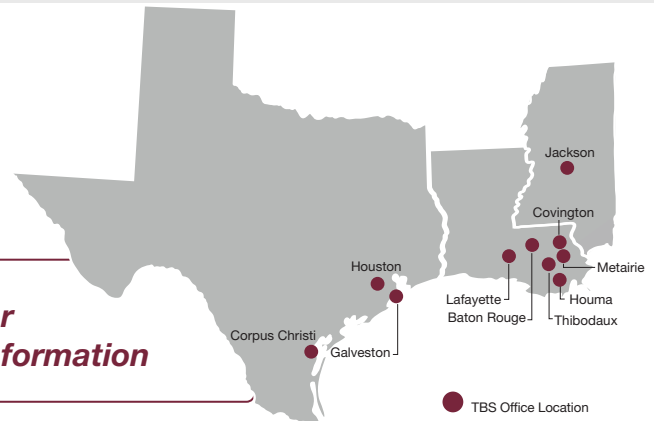 Jackson
Covington
Metairie
Houston
Lafayette
Houma
Baton Rouge
Thibodaux
r
Corpus Christi
Galveston
formation
TBS Office Location